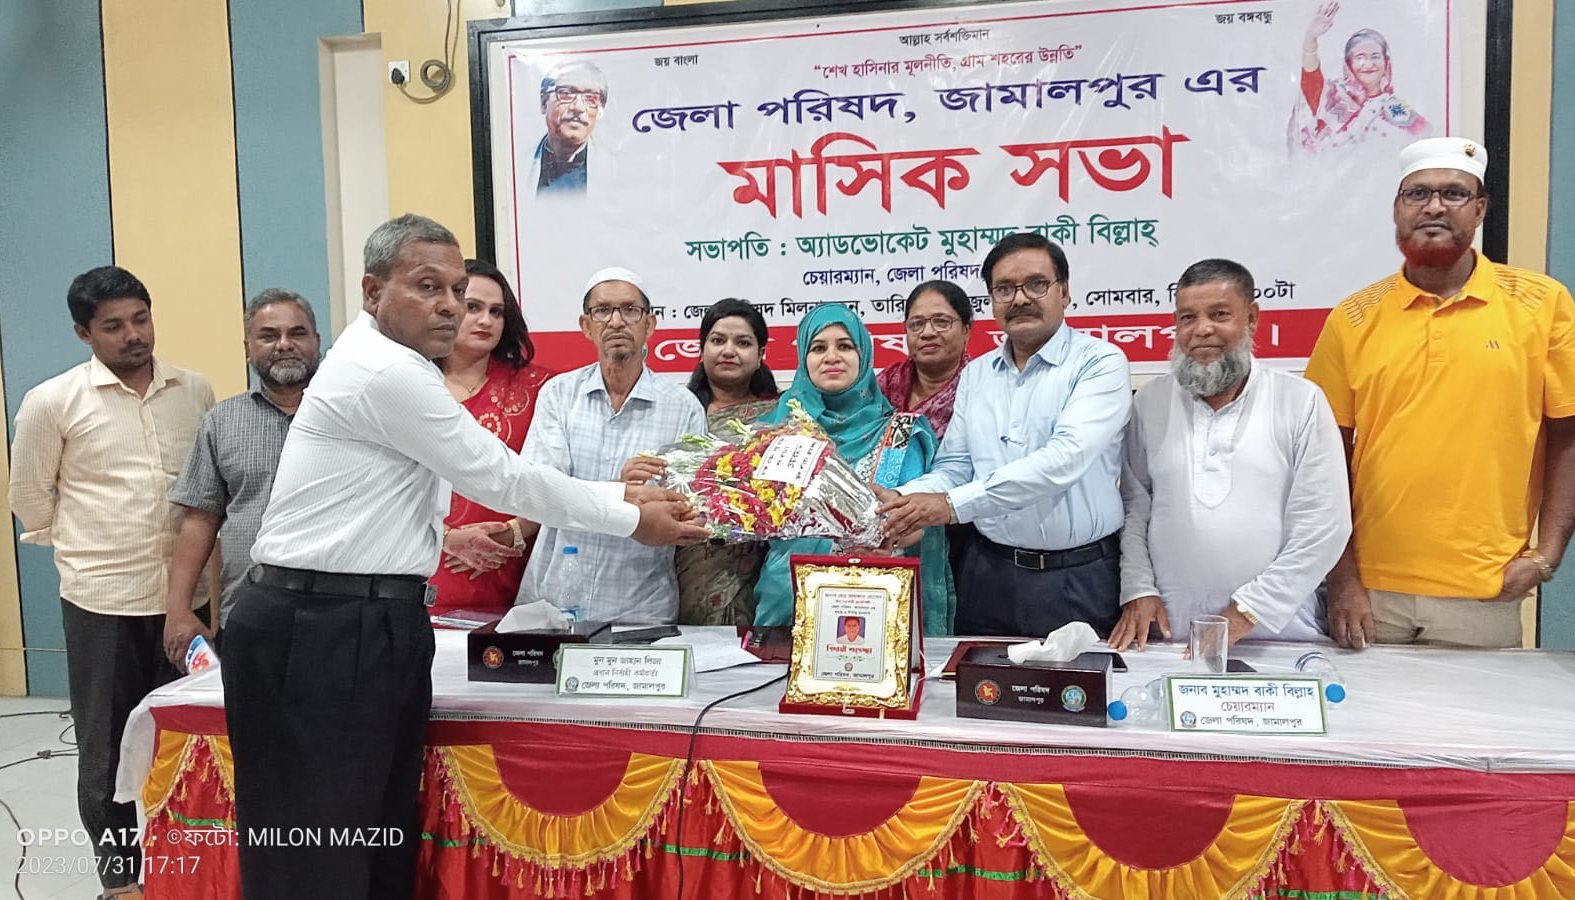 জয় বাংলা
আল্লাহ সর্বশক্তিমান
জয় বঙ্গবন্ধু
“শেখ হাসিনার মূলনীতি, গ্রাম শহরের উন্নতি”
জেলা পরিষদ, জামালপুর এর
মাসিক সভা
সভাপতি : অ্যাডভোকেট মুহাম্মদ বাকী বিল্লাহ্
চেয়ারম্যান, জেলা পরিষদ
সোমবার,
বিদায়ী শুভেচ্ছা
জেলা পরিষদ, জামালপুর
জেলা পরিষদ
জামালপুর
মুন মুন জাহান লিজা
প্রধান নির্বাহী কর্মকর্তা
জেলা পরিষদ, জামালপুর
জেলা পরিষদ
জামালপুর
জনাব মুহাম্মদ বাকী বিল্লাহ্
চেয়ারম্যান
জেলা পরিষদ, জামালপুর
OPPO A17 · ©ফটো: MILON MAZID
2023/07/31 17:17